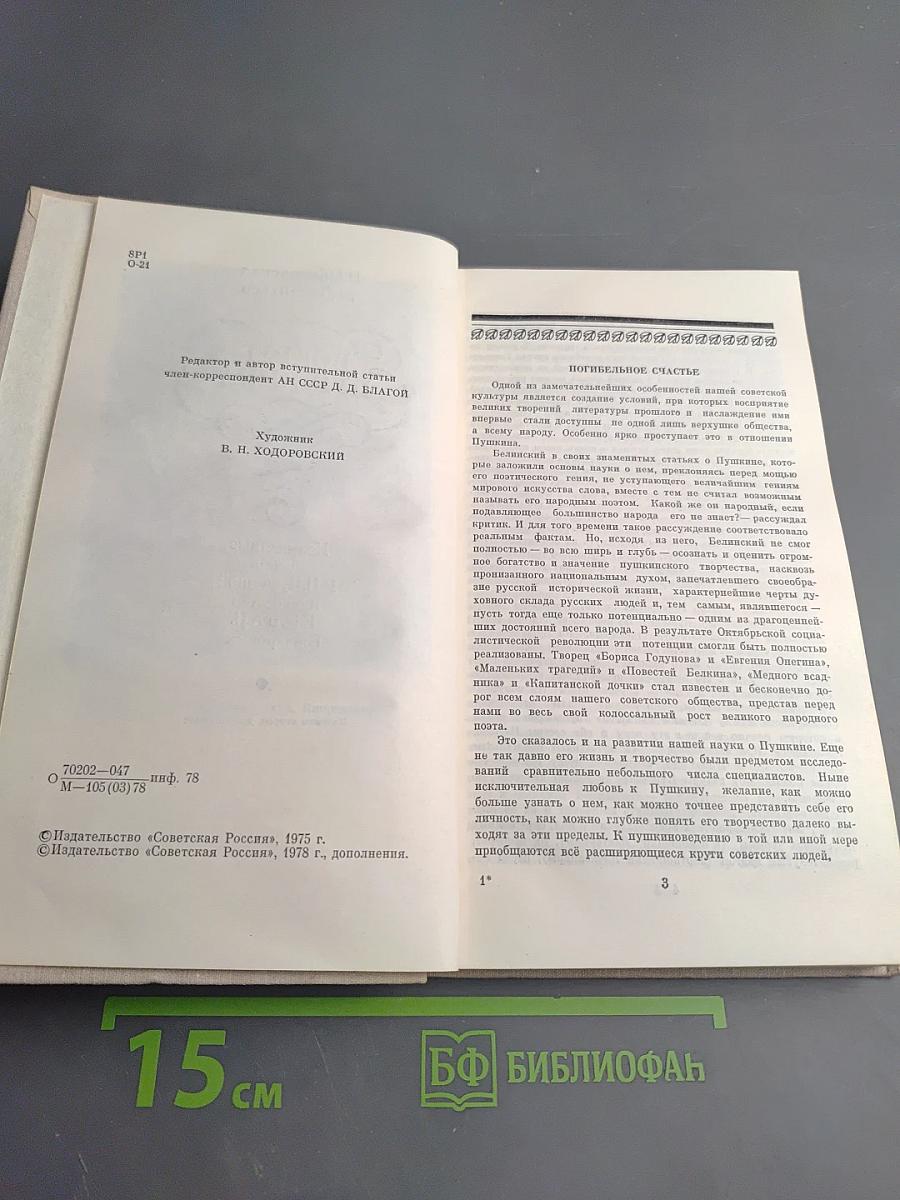 8Р1
О-21
Редактор и автор вступительной статьи
член-корреспондент АН СССР Д. Д. БЛАГОЙ
Художник
В. Н. ХОДОРОВСКИЙ
О 70202—047
М—105(03)78 инф. 78
©Издательство «Советская Россия», 1975 г.
©Издательство «Советская Россия», 1978 г., дополнения.
ПОГИБЕЛЬНОЕ СЧАСТЬЕ
Одной из замечательнейших особенностей нашей советской
культуры является создание условий, при которых восприятие
великих творений литературы прошлого и наслаждение ими
впервые стали доступны не одной лишь верхушке общества,
а всему народу. Особенно ярко проступает это в отношении
Пушкина.
Белинский в своих знаменитых статьях о Пушкине, кото-
рые заложили основы науки о нем, преклоняясь перед мощью
его поэтического гения, не уступающего величайшим гениям
мирового искусства слова, вместе с тем не считал возможным
называть его народным поэтом. Какой же он народный, если
подавляющее большинство народа его не знает?— рассуждал
критик. И для того времени такое рассуждение соответствовало
реальным фактам. Но, исходя из него, Белинский не смог
полностью — во всю ширь и глубь — осознать и оценить огром-
ное богатство и значение пушкинского творчества, насквозь
пронизанного национальным духом, запечатлевшего своеобра-
зие русской исторической жизни, характернейшие черты ду-
ховного склада русских людей и, тем самым, являвшегося —
пусть тогда еще только потенциально — одним из драгоценней-
ших достояний всего народа. В результате Октябрьской социа-
листической революции эти потенции смогли быть полностью
реализованы. Творец «Бориса Годунова» и «Евгения Онегина»,
«Маленьких трагедий» и «Повестей Белкина», «Медного всад-
ника» и «Капитанской дочки» стал известен и бесконечно до-
рог всем слоям нашего советского общества, представ перед
нами во весь свой колоссальный рост великого народного
поэта.
Это сказалось и на развитии нашей науки о Пушкине. Еще
не так давно его жизнь и творчество были предметом исследо-
ваний сравнительно небольшого числа специалистов. Ныне
исключительная любовь к Пушкину, желание, как можно
больше узнать о нем, как можно точнее представить себе его
личность, как можно глубже понять его творчество далеко вы-
ходят за эти пределы. К пушкиноведению в той или иной мере
приобщаются всё расширяющиеся круги советских людей,
1*
3
15 см
БФ БИБЛИОФАҺ